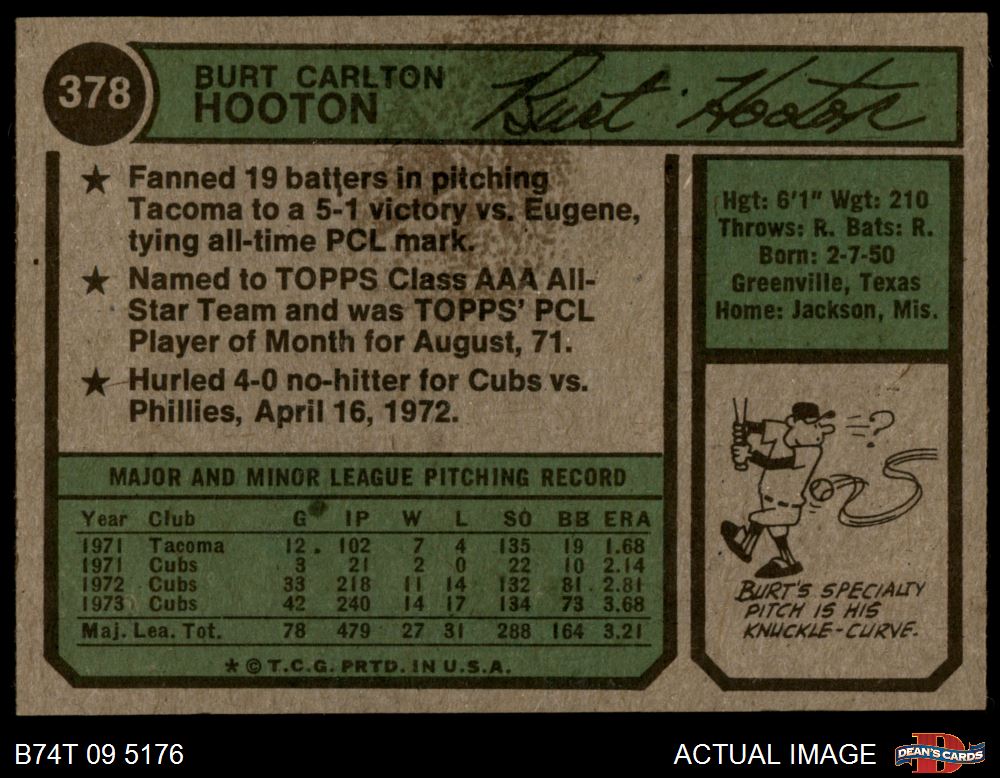 378
BURT CARLTON
HOOTON
Burt Hooton
★ Fanned 19 batters in pitching
Tacoma to a 5-1 victory vs. Eugene,
tying all-time PCL mark.
★ Named to TOPPS Class AAA All-
Star Team and was TOPPS' PCL
Player of Month for August, 71.
★ Hurled 4-0 no-hitter for Cubs vs.
Phillies, April 16, 1972.
Hgt: 6'1" Wgt: 210
Throws: R. Bats: R.
Born: 2-7-50
Greenville, Texas
Home: Jackson, Mis.
MAJOR AND MINOR LEAGUE PITCHING RECORD
Year Club G IP W L SO BB ERA
1971 Tacoma 12 102 7 4 135 19 1.68
1971 Cubs 3 21 2 0 22 10 2.14
1972 Cubs 33 218 11 14 132 81 2.81
1973 Cubs 42 240 14 17 134 73 3.68
Maj. Lea. Tot. 78 479 27 31 288 164 3.21
★ © T.C.G. PRTD. IN U.S.A.
?
BURT'S SPECIALTY
PITCH IS HIS
KNUCKLE-CURVE.
B74T 09 5176
ACTUAL IMAGE
D
DEAN'S CARDS